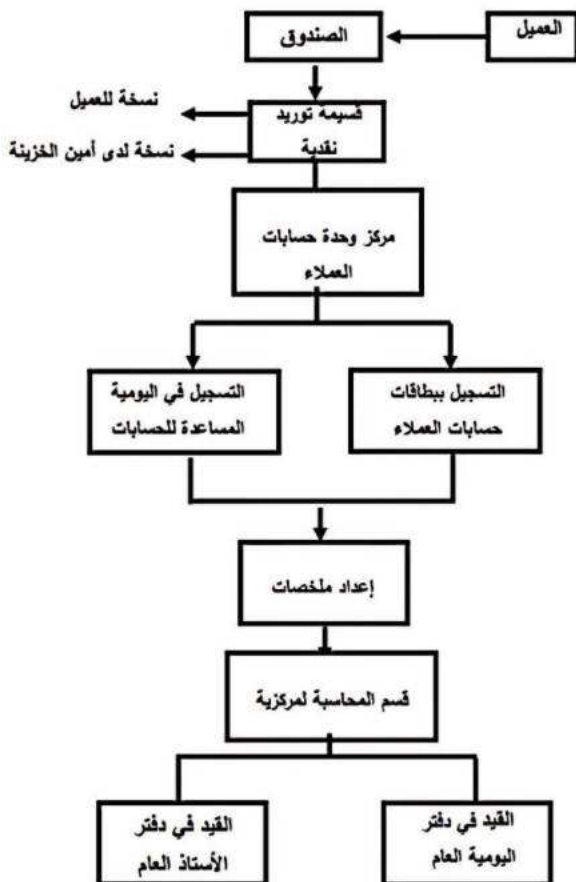 العميل
الصندوق
قسيمة توريد
نقدية
نسخة للعميل
نسخة لدى أمين الخزينة
مركز وحدة حسابات
العملاء
التسجيل ببطاقات
حسابات العملاء
التسجيل في اليومية
المساعدة للحسابات
إعداد ملخصات
قسم المحاسبة لمركزية
القيد في دفتر
اليومية العام
القيد في دفتر
الأستاذ العام